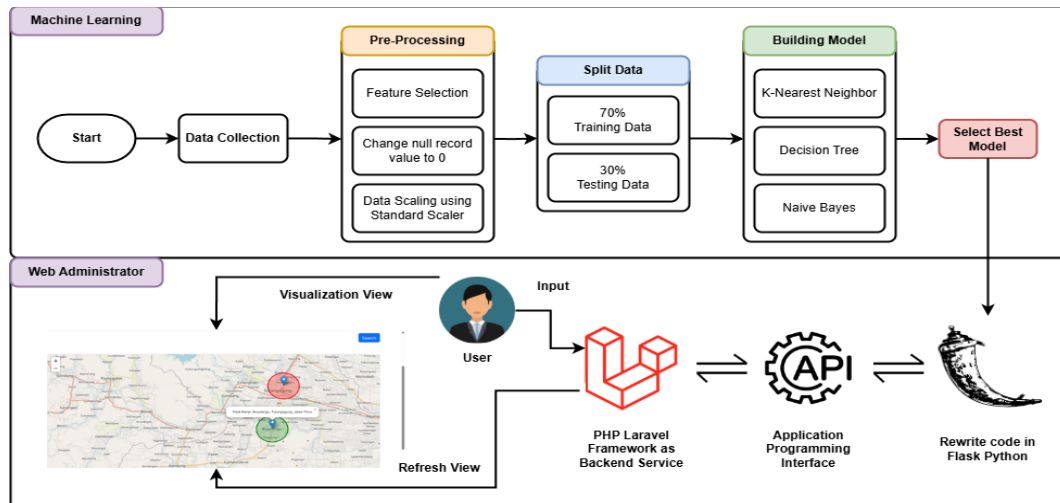 Machine Learning
Pre-Processing
Building Model
Split Data
Feature Selection
K-Nearest Neighbor
70%
Training Data
Start
Data Collection
Change null record
value to 0
Decision Tree
Select Best
Model
30%
Testing Data
Data Scaling using
Standard Scaler
Naive Bayes
Web Administrator
Visualization View
Input
User
Search
API
PHP Laravel
Framework as
Backend Service
Application
Programming
Interface
Rewrite code in
Flask Python
Refresh View